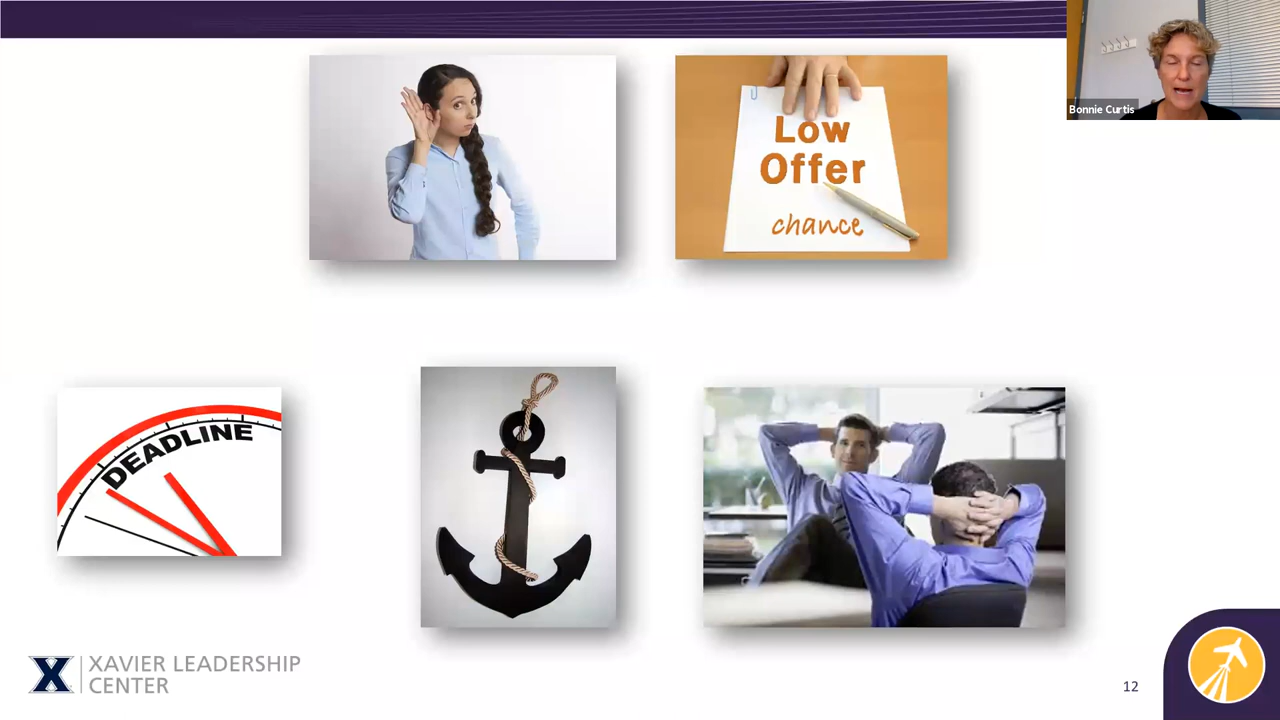 Bonnie Curtis
Low
Offer
chance
DEADLINE
X
XAVIER LEADERSHIP
CENTER
12